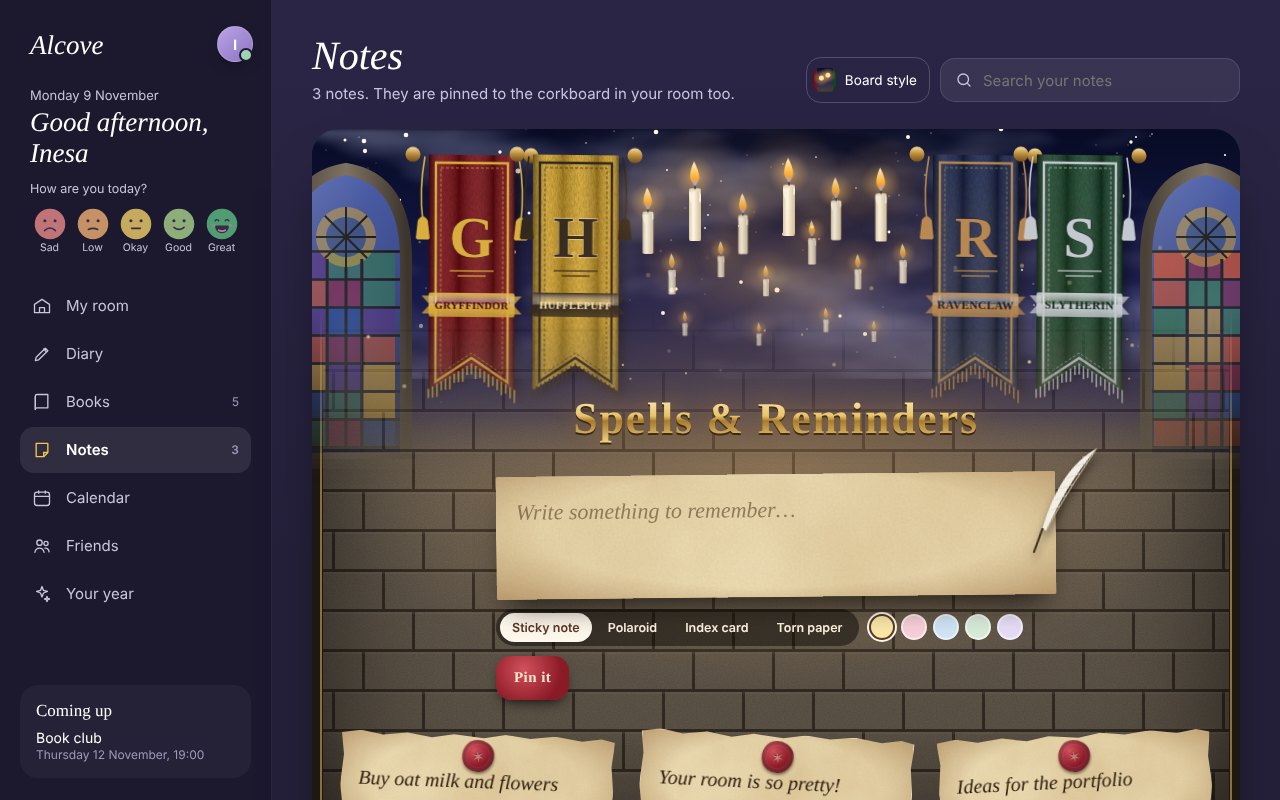 Alcove
I
Monday 9 November
Good afternoon,
Inesa
How are you today?
Sad
Low
Okay
Good
Great
My room
Diary
Books
5
Notes
3
Calendar
Friends
Your year
Coming up
Book club
Thursday 12 November, 19:00
Notes
3 notes. They are pinned to the corkboard in your room too.
Board style
Search your notes
G
H
R
S
GRYFFINDOR
HUFFLEPUFF
RAVENCLAW
SLYTHERIN
Spells & Reminders
Write something to remember…
Sticky note
Polaroid
Index card
Torn paper
Pin it
Buy oat milk and flowers
Your room is so pretty!
Ideas for the portfolio